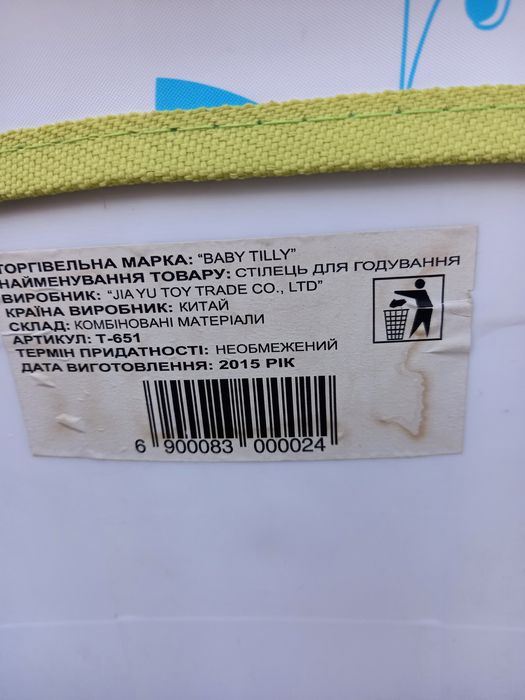 ТОРГІВЕЛЬНА МАРКА: "BABY TILLY"
НАЙМЕНУВАННЯ ТОВАРУ: СТІЛЕЦЬ ДЛЯ ГОДУВАННЯ
ВИРОБНИК: "JIA YU TOY TRADE CO., LTD"
КРАЇНА ВИРОБНИК: КИТАЙ
СКЛАД: КОМБІНОВАНІ МАТЕРІАЛИ
АРТИКУЛ: T-651
ТЕРМІН ПРИДАТНОСТІ: НЕОБМЕЖЕНИЙ
ДАТА ВИГОТОВЛЕННЯ: 2015 РІК
6 900083 000024